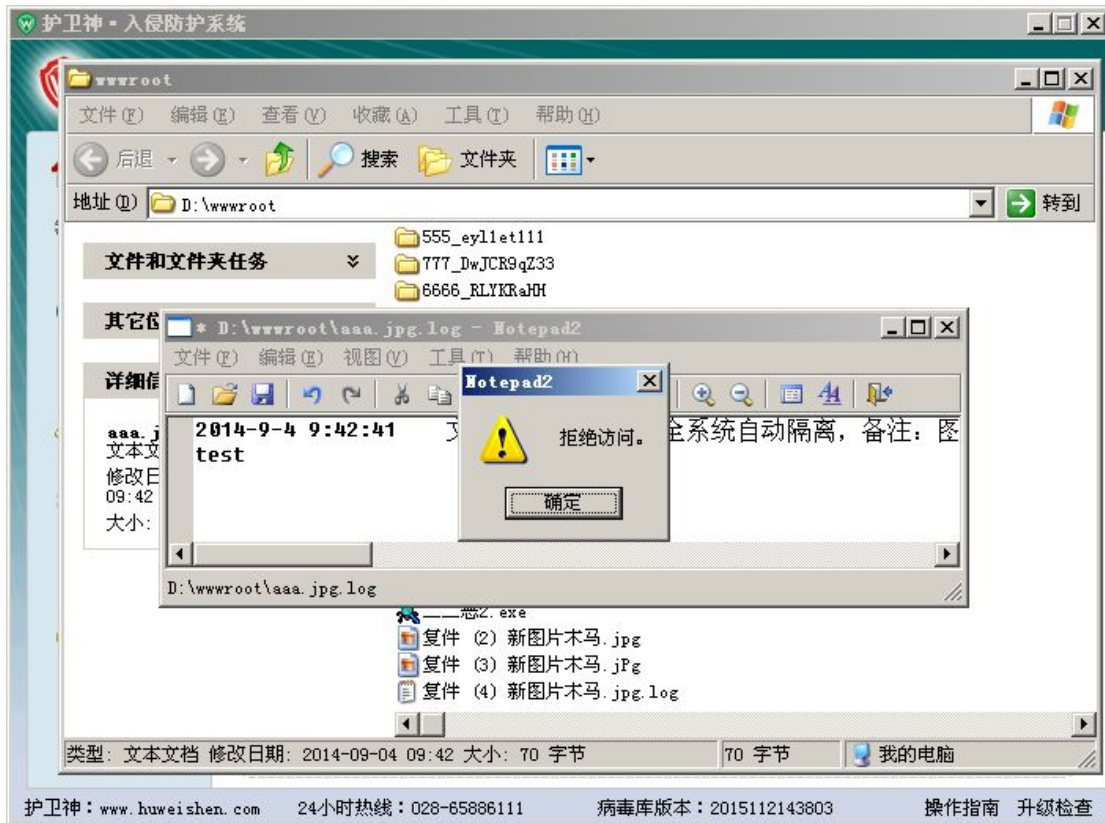 护卫神·入侵防护系统
wwwroot
文件(F) 编辑(E) 查看(V) 收藏(A) 工具(T) 帮助(H)
后退 搜索 文件夹
地址(D) D:\wwwroot 转到
文件和文件夹任务
555_eyllet111
777_DwJCR9qZ33
6666_RLYKRaHH
其它位
* D:\wwwroot\aaa.jpg.log - Notepad2
文件(F) 编辑(E) 视图(V) 工具(T) 帮助(H)
详细信
Notepad2
aaa.j
文本文
修改日
09:42
大小:
2014-9-4 9:42:41 全系统自动隔离，备注：图
test
拒绝访问。
确定
D:\wwwroot\aaa.jpg.log
2.exe
复件 (2) 新图片木马.jpg
复件 (3) 新图片木马.jPg
复件 (4) 新图片木马.jpg.log
类型: 文本文档 修改日期: 2014-09-04 09:42 大小: 70 字节 70 字节 我的电脑
护卫神：www.huweishen.com 24小时热线：028-65886111 病毒库版本：2015112143803 操作指南 升级检查